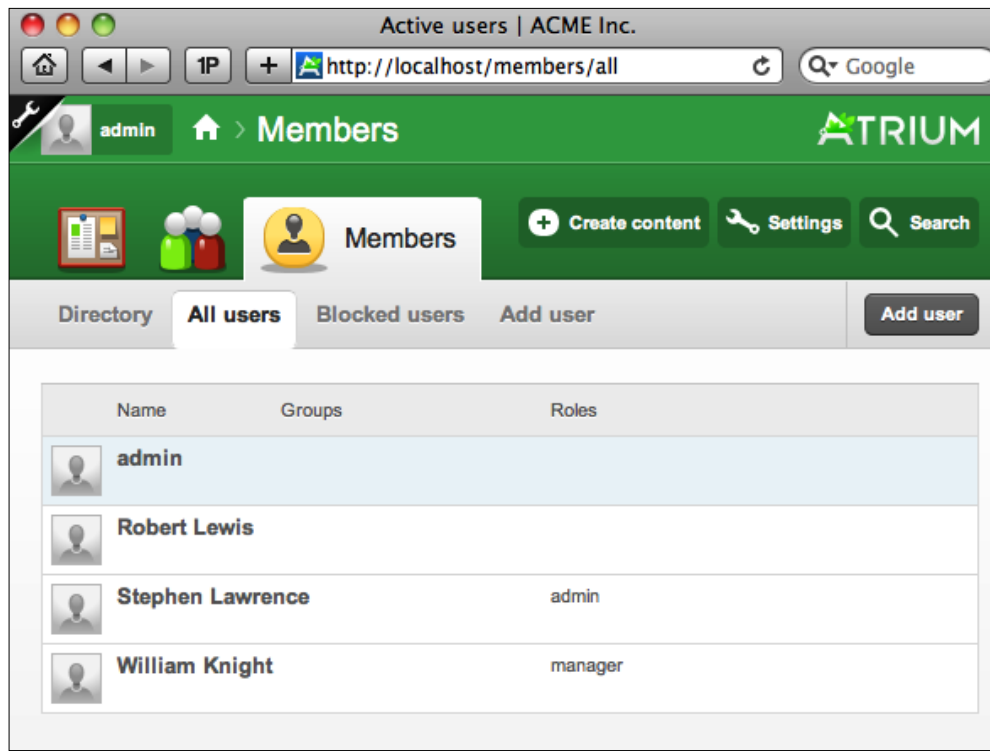 Active users | ACME Inc.
1P + http://localhost/members/all Google
admin Members ATRIUM
Members Create content Settings Search
Directory All users Blocked users Add user Add user
Name Groups Roles
admin
Robert Lewis
Stephen Lawrence admin
William Knight manager